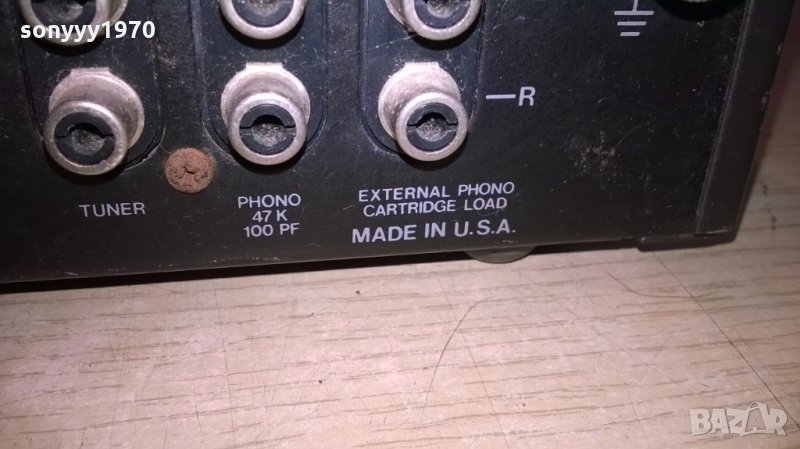 sonyyy1970
—R
TUNER
PHONO
47 K
100 PF
EXTERNAL PHONO
CARTRIDGE LOAD
MADE IN U.S.A.
BAZAR